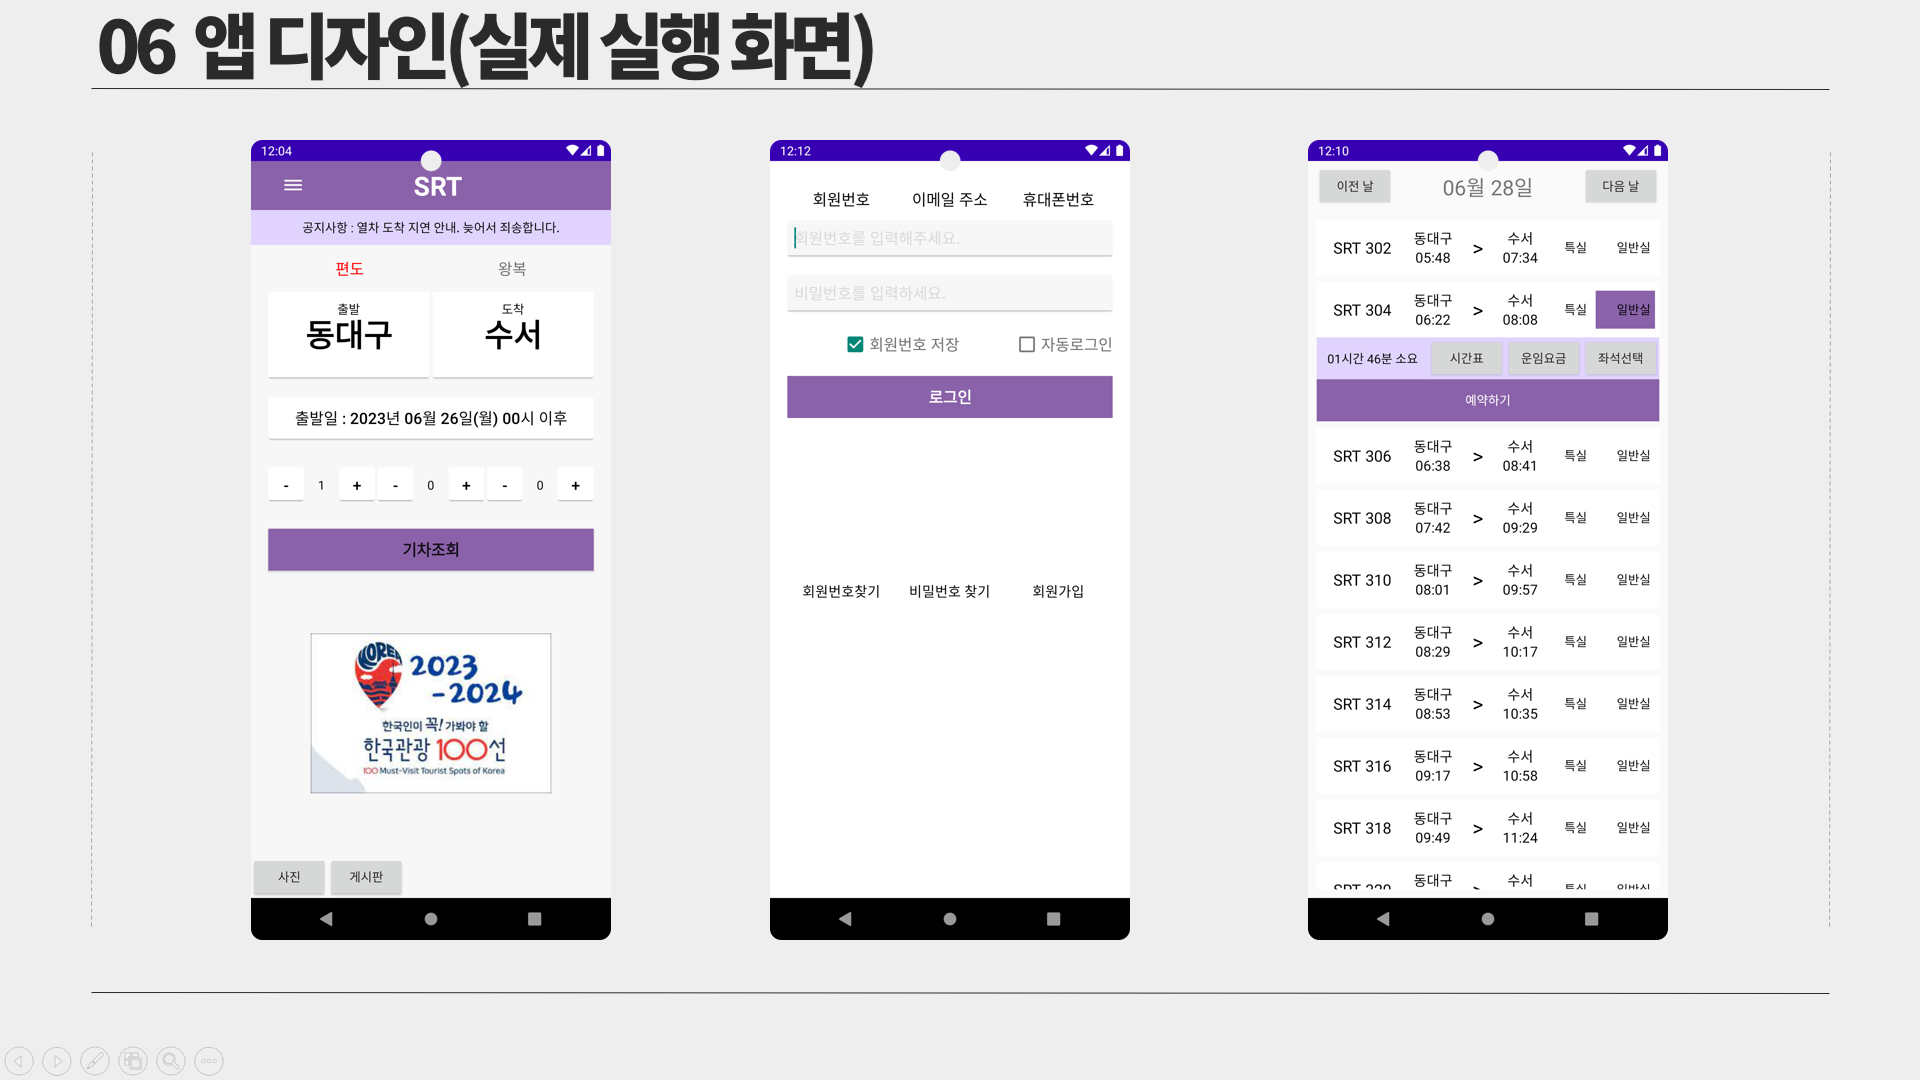 06 앱 디자인(실제 실행 화면)
12:04
SRT
공지사항 : 열차 도착 지연 안내. 늦어서 죄송합니다.
편도 왕복
출발 도착
동대구 수서
출발일 : 2023년 06월 26일(월) 00시 이후
- 1 + - 0 + - 0 +
기차조회
KOREA
2023
-2024
한국인이 꼭! 가봐야 할
한국관광 100선
100 Must-Visit Tourist Spots of Korea
사진 게시판
12:12
회원번호 이메일 주소 휴대폰번호
회원번호를 입력해주세요.
비밀번호를 입력하세요.
회원번호 저장 자동로그인
로그인
회원번호찾기 비밀번호 찾기 회원가입
12:10
이전 날 06월 28일 다음 날
SRT 302 동대구 05:48 > 수서 07:34 특실 일반실
SRT 304 동대구 06:22 > 수서 08:08 특실 일반실
01시간 46분 소요 시간표 운임요금 좌석선택
예약하기
SRT 306 동대구 06:38 > 수서 08:41 특실 일반실
SRT 308 동대구 07:42 > 수서 09:29 특실 일반실
SRT 310 동대구 08:01 > 수서 09:57 특실 일반실
SRT 312 동대구 08:29 > 수서 10:17 특실 일반실
SRT 314 동대구 08:53 > 수서 10:35 특실 일반실
SRT 316 동대구 09:17 > 수서 10:58 특실 일반실
SRT 318 동대구 09:49 > 수서 11:24 특실 일반실
동대구 수서